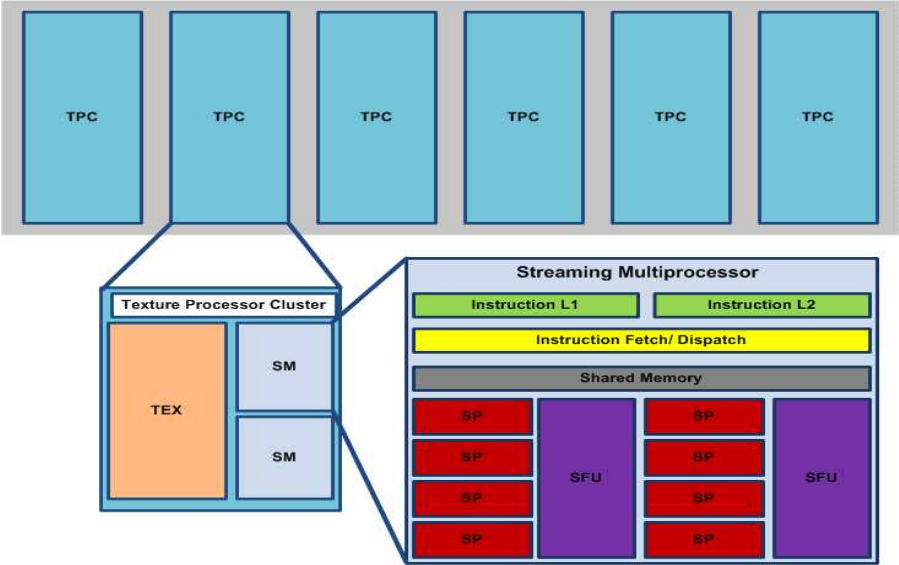 TPC TPC TPC TPC TPC TPC
Texture Processor Cluster
TEX
SM
SM
Streaming Multiprocessor
Instruction L1 Instruction L2
Instruction Fetch/ Dispatch
Shared Memory
SP SP
SP SP
SFU SFU
SP SP
SP SP